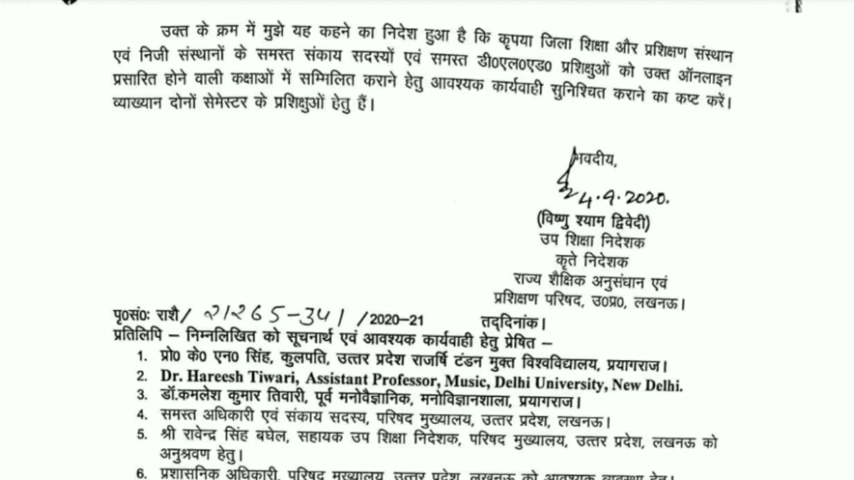 उक्त के क्रम में मुझे यह कहने का निदेश हुआ है कि कृपया जिला शिक्षा और प्रशिक्षण संस्थान
एवं निजी संस्थानों के समस्त संकाय सदस्यों एवं समस्त डी0एल0एड0 प्रशिक्षुओं को उक्त ऑनलाइन
प्रसारित होने वाली कक्षाओं में सम्मिलित कराने हेतु आवश्यक कार्यवाही सुनिश्चित कराने का कष्ट करें।
व्याख्यान दोनों सेमेस्टर के प्रशिक्षुओं हेतु हैं।
भवदीय,
4.9.2020.
(विष्णु श्याम द्विवेदी)
उप शिक्षा निदेशक
कृते निदेशक
राज्य शैक्षिक अनुसंधान एवं
प्रशिक्षण परिषद, उ0प्र0, लखनऊ।
पृ0सं0: राशै/ 21265-341 /2020-21 तद्दिनांक।
प्रतिलिपि – निम्नलिखित को सूचनार्थ एवं आवश्यक कार्यवाही हेतु प्रेषित –
1. प्रो0 के0 एन0 सिंह, कुलपति, उत्तर प्रदेश राजर्षि टंडन मुक्त विश्वविद्यालय, प्रयागराज।
2. Dr. Hareesh Tiwari, Assistant Professor, Music, Delhi University, New Delhi.
3. डॉ.कमलेश कुमार तिवारी, पूर्व मनोवैज्ञानिक, मनोविज्ञानशाला, प्रयागराज।
4. समस्त अधिकारी एवं संकाय सदस्य, परिषद मुख्यालय, उत्तर प्रदेश, लखनऊ।
5. श्री रावेन्द्र सिंह बघेल, सहायक उप शिक्षा निदेशक, परिषद मुख्यालय, उत्तर प्रदेश, लखनऊ को
अनुश्रवण हेतु।
6. प्रशासनिक अधिकारी, परिषद मुख्यालय, उत्तर प्रदेश, लखनऊ को आवश्यक व्यवस्था हेतु।